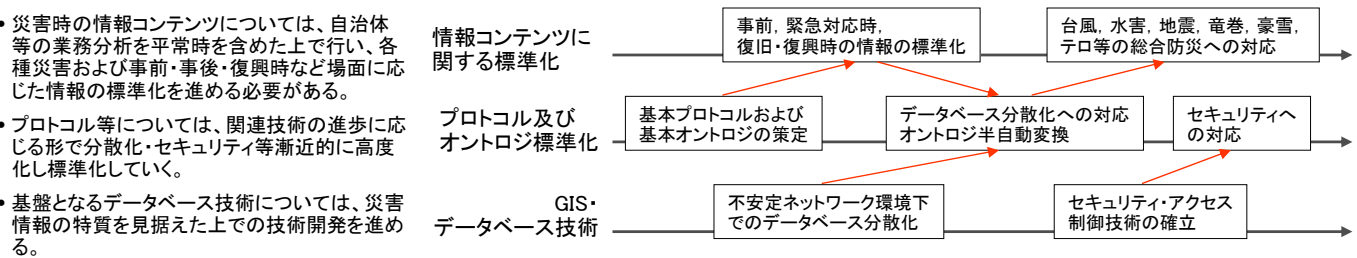 • 災害時の情報コンテンツについては、自治体
等の業務分析を平常時を含めた上で行い、各
種災害および事前・事後・復興時など場面に応
じた情報の標準化を進める必要がある。
• プロトコル等については、関連技術の進歩に応
じる形で分散化・セキュリティ等漸近的に高度
化し標準化していく。
• 基盤となるデータベース技術については、災害
情報の特質を見据えた上での技術開発を進め
る。
情報コンテンツに
関する標準化
事前, 緊急対応時,
復旧・復興時の情報の標準化
台風, 水害, 地震, 竜巻, 豪雪,
テロ等の総合防災への対応
プロトコル及び
オントロジ標準化
基本プロトコルおよび
基本オントロジの策定
データベース分散化への対応
オントロジ半自動変換
セキュリティへ
の対応
GIS・
データベース技術
不安定ネットワーク環境下
でのデータベース分散化
セキュリティ・アクセス
制御技術の確立